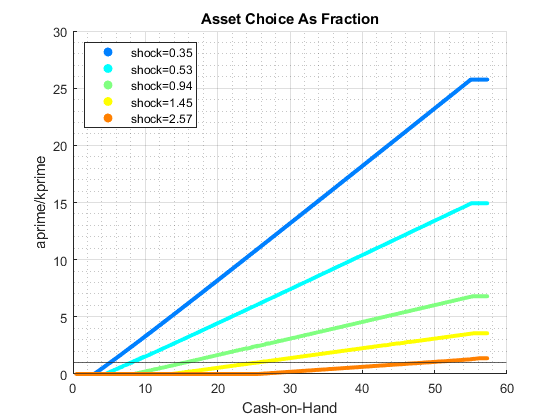 Asset Choice As Fraction
30
25
20
15
10
5
0
aprime/kprime
shock=0.35
shock=0.53
shock=0.94
shock=1.45
shock=2.57
0 10 20 30 40 50 60
Cash-on-Hand